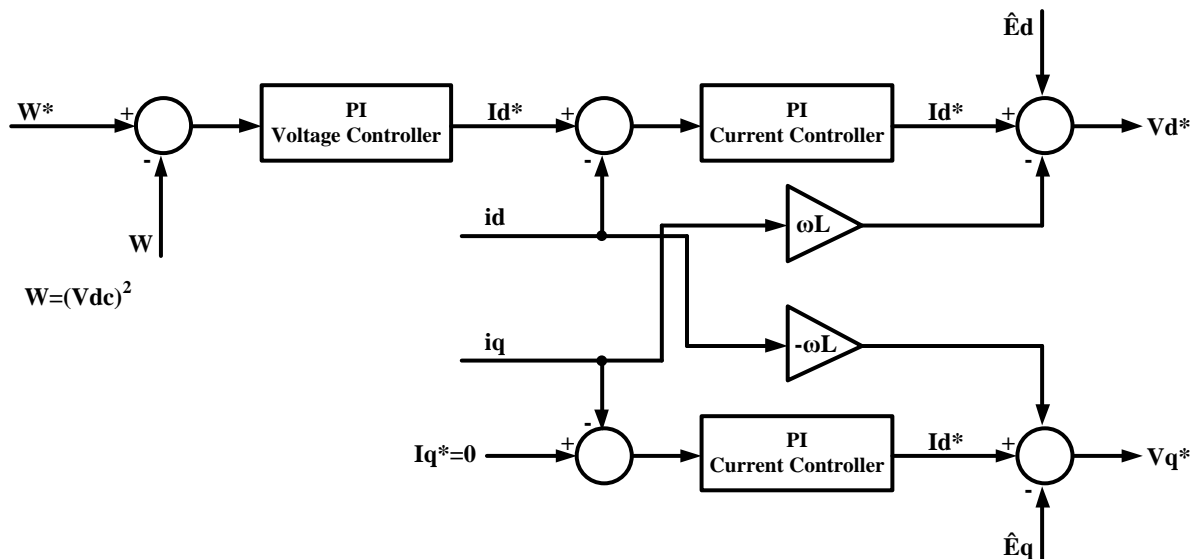 Êd
W*
+
-
PI
Voltage Controller
Id*
+
-
PI
Current Controller
Id*
+
-
Vd*
W
W=(Vdc)²
id
ωL
iq
-ωL
-
Iq*=0
+
PI
Current Controller
Id*
+
-
Vq*
Êq